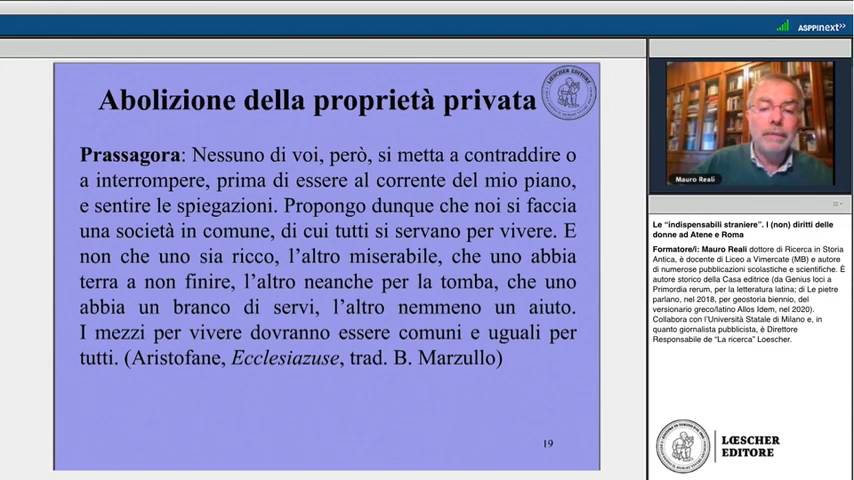 ASPPInext>>
Abolizione della proprietà privata
LOESCHER EDITORE
Prassagora: Nessuno di voi, però, si metta a contraddire o
a interrompere, prima di essere al corrente del mio piano,
e sentire le spiegazioni. Propongo dunque che noi si faccia
una società in comune, di cui tutti si servano per vivere. E
non che uno sia ricco, l'altro miserabile, che uno abbia
terra a non finire, l'altro neanche per la tomba, che uno
abbia un branco di servi, l'altro nemmeno un aiuto.
I mezzi per vivere dovranno essere comuni e uguali per
tutti. (Aristofane, Ecclesiazuse, trad. B. Marzullo)
19
Mauro Reali
Le “indispensabili straniere”. I (non) diritti delle
donne ad Atene e Roma
Formatore/i: Mauro Reali dottore di Ricerca in Storia
Antica, è docente di Liceo a Vimercate (MB) e autore
di numerose pubblicazioni scolastiche e scientifiche. È
autore storico della Casa editrice (da Genius loci a
Primordia rerum, per la letteratura latina; di Le pietre
parlano, nel 2018, per geostoria biennio, del
versionario greco/latino Allos Idem, nel 2020).
Collabora con l'Università Statale di Milano e, in
quanto giornalista pubblicista, è Direttore
Responsabile de “La ricerca” Loescher.
LŒSCHER
EDITORE